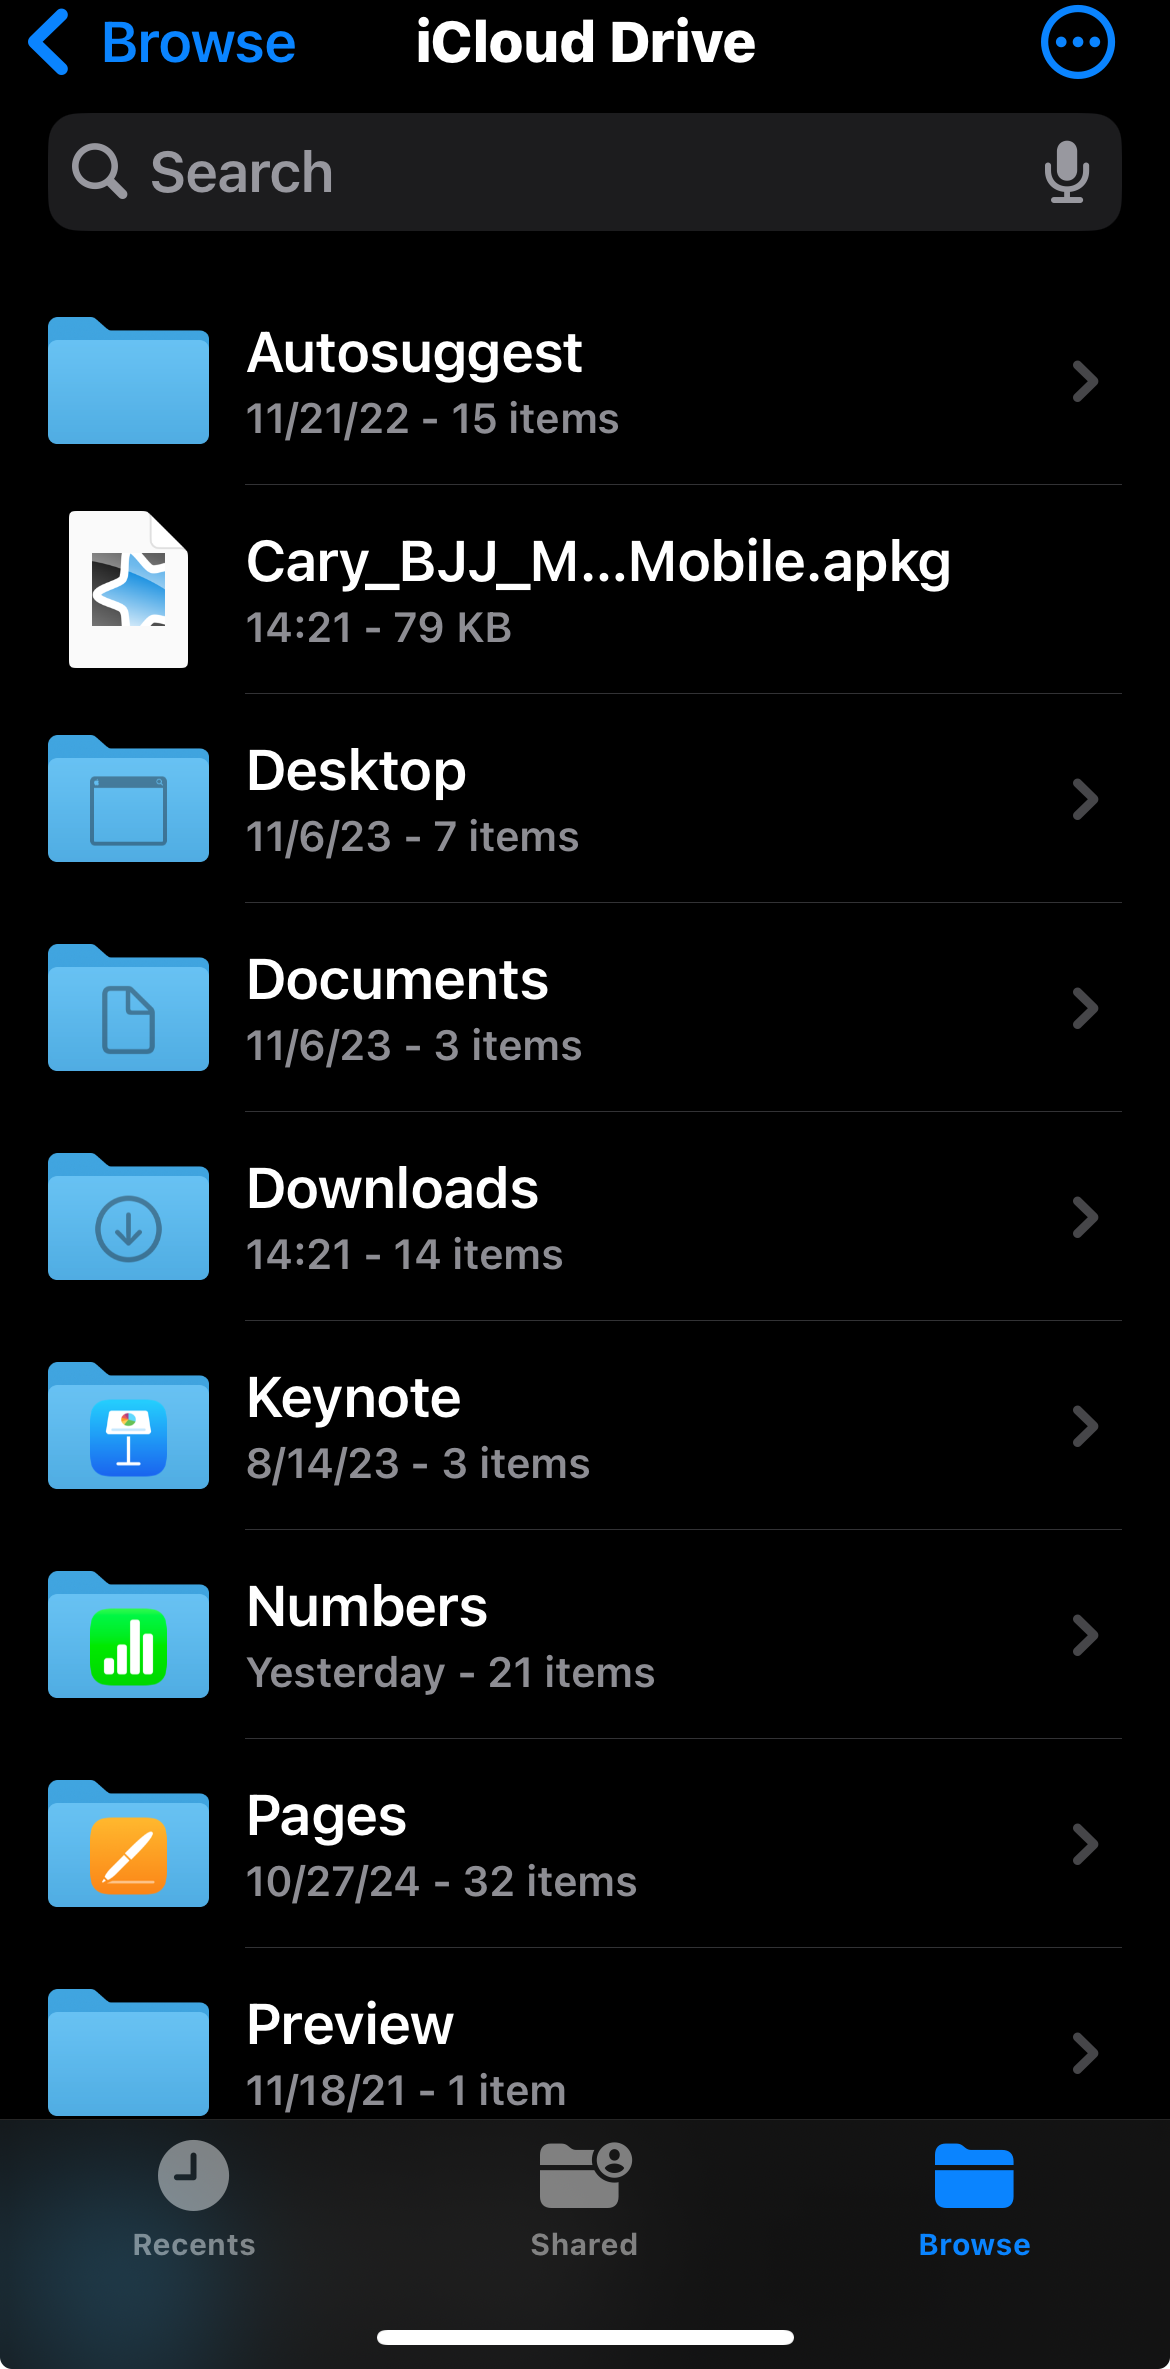 Browse
iCloud Drive
Search
Autosuggest
11/21/22 - 15 items
Cary_BJJ_M...Mobile.apkg
14:21 - 79 KB
Desktop
11/6/23 - 7 items
Documents
11/6/23 - 3 items
Downloads
14:21 - 14 items
Keynote
8/14/23 - 3 items
Numbers
Yesterday - 21 items
Pages
10/27/24 - 32 items
Preview
11/18/21 - 1 item
Recents
Shared
Browse